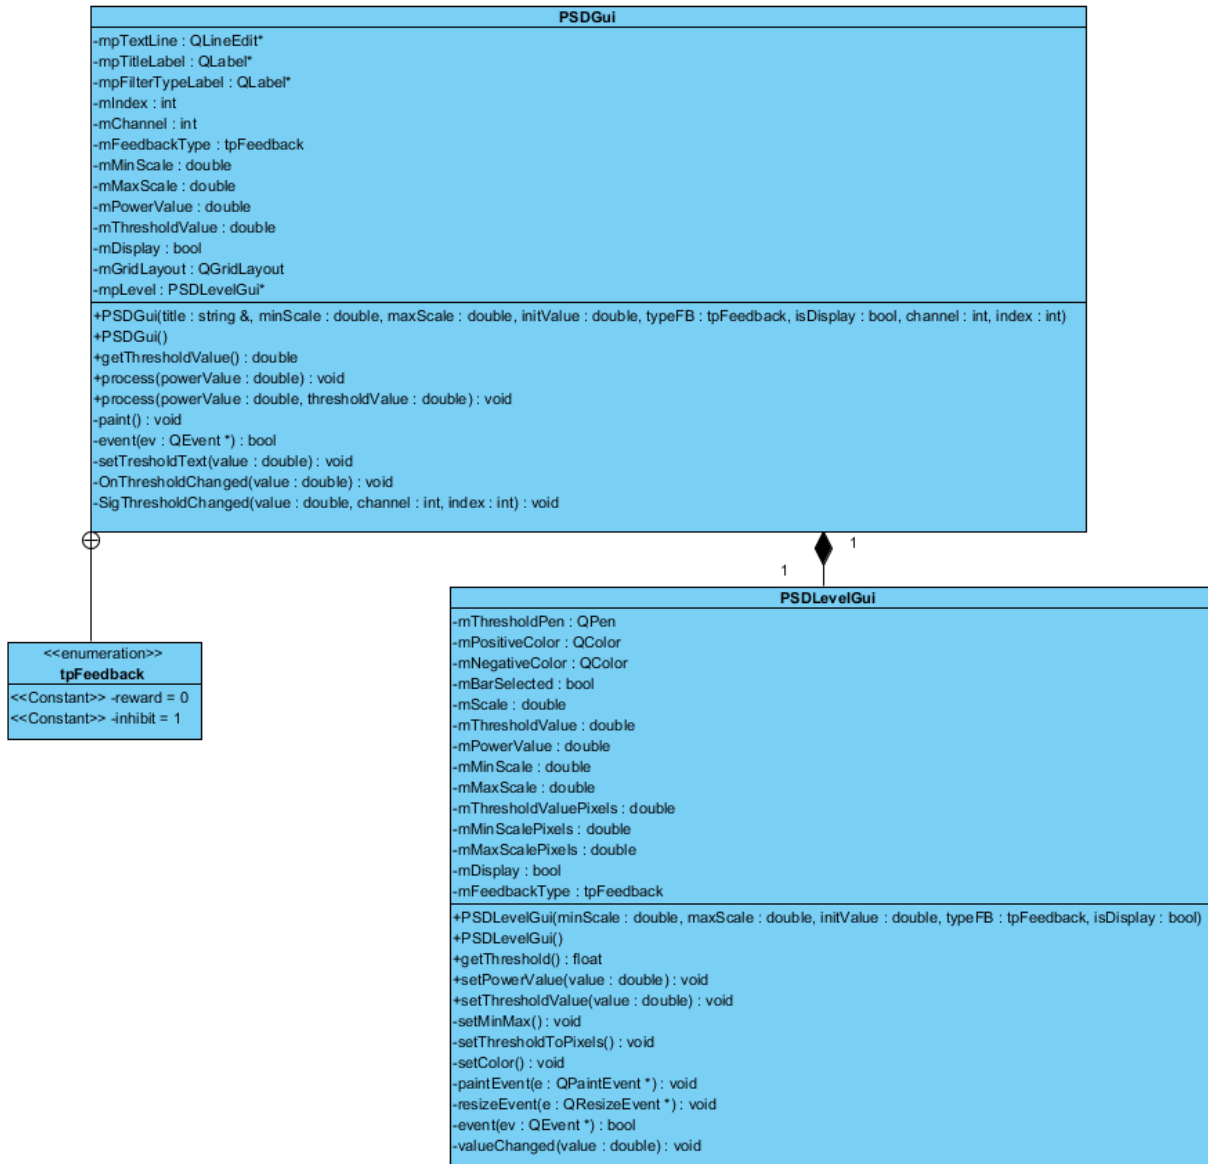 PSDGui
-mpTextLine : QLineEdit*
-mpTitleLabel : QLabel*
-mpFilterTypeLabel : QLabel*
-mIndex : int
-mChannel : int
-mFeedbackType : tpFeedback
-mMinScale : double
-mMaxScale : double
-mPowerValue : double
-mThresholdValue : double
-mDisplay : bool
-mGridLayout : QGridLayout
-mpLevel : PSDLevelGui*
+PSDGui(title : string &, minScale : double, maxScale : double, initValue : double, typeFB : tpFeedback, isDisplay : bool, channel : int, index : int)
+PSDGui()
+getThresholdValue() : double
+process(powerValue : double) : void
+process(powerValue : double, thresholdValue : double) : void
-paint() : void
-event(ev : QEvent *) : bool
-setTresholdText(value : double) : void
-OnThresholdChanged(value : double) : void
-SigThresholdChanged(value : double, channel : int, index : int) : void
1
1
<<enumeration>>
tpFeedback
<<Constant>> -reward = 0
<<Constant>> -inhibit = 1
PSDLevelGui
-mThresholdPen : QPen
-mPositiveColor : QColor
-mNegativeColor : QColor
-mBarSelected : bool
-mScale : double
-mThresholdValue : double
-mPowerValue : double
-mMinScale : double
-mMaxScale : double
-mThresholdValuePixels : double
-mMinScalePixels : double
-mMaxScalePixels : double
-mDisplay : bool
-mFeedbackType : tpFeedback
+PSDLevelGui(minScale : double, maxScale : double, initValue : double, typeFB : tpFeedback, isDisplay : bool)
+PSDLevelGui()
+getThreshold() : float
+setPowerValue(value : double) : void
+setThresholdValue(value : double) : void
-setMinMax() : void
-setThresholdToPixels() : void
-setColor() : void
-paintEvent(e : QPaintEvent *) : void
-resizeEvent(e : QResizeEvent *) : void
-event(ev : QEvent *) : bool
-valueChanged(value : double) : void